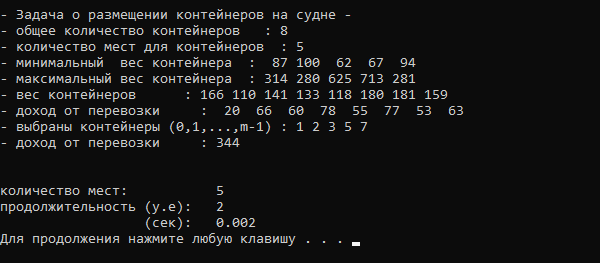 - Задача о размещении контейнеров на судне -
- общее количество контейнеров   : 8
- количество мест для контейнеров  : 5
- минимальный  вес контейнера  :  87 100  62  67  94
- максимальный вес контейнера  : 314 280 625 713 281
- вес контейнеров      : 166 110 141 133 118 180 181 159
- доход от перевозки     :  20  66  60  78  55  77  53  63
- выбраны контейнеры (0,1,...,m-1) : 1 2 3 5 7
- доход от перевозки     : 344
количество мест:           5
продолжительность (у.е):   2
                  (сек):   0.002
Для продолжения нажмите любую клавишу . . .